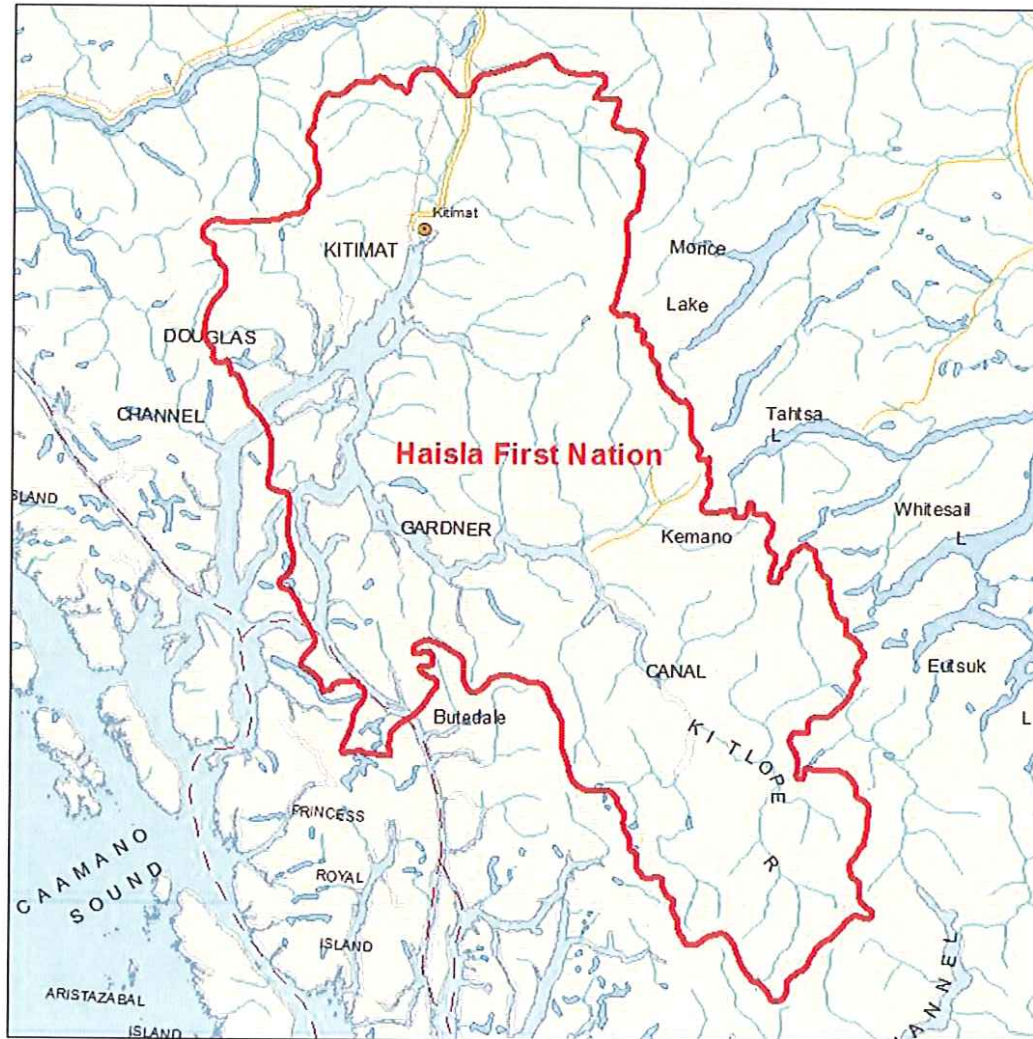 Kitimat
KITIMAT
Morice
Lake
DOUGLAS
CHANNEL
Tahtsa
L
Haisla First Nation
ISLAND
Whitesail
L
GARDNER
Kemano
CANAL
Eutsuk
L
Butedale
KITLOPE
R
PRINCESS
ROYAL
ISLAND
CAAMANO
SOUND
ARISTAZABAL
ISLAND
ANNEL